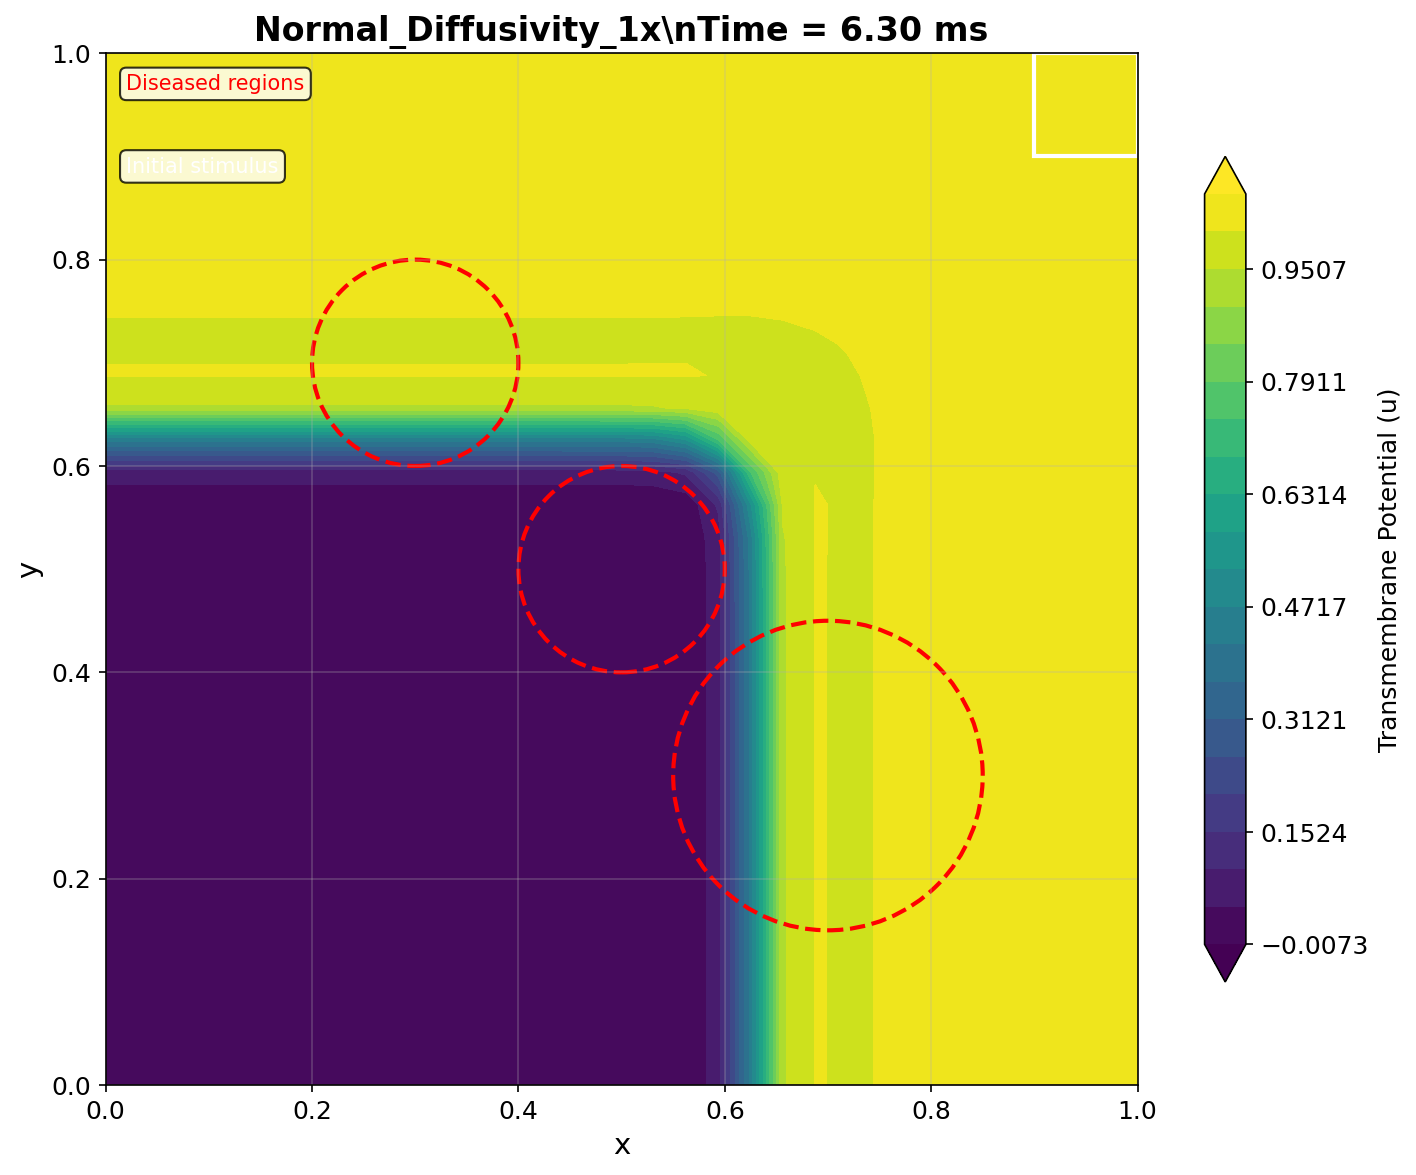 Normal_Diffusivity_1x\nTime = 6.30 ms
1.0
Diseased regions
Initial stimulus
0.8
0.6
0.4
0.2
0.0
y
0.0 0.2 0.4 0.6 0.8 1.0
x
0.9507
0.7911
0.6314
0.4717
0.3121
0.1524
−0.0073
Transmembrane Potential (u)